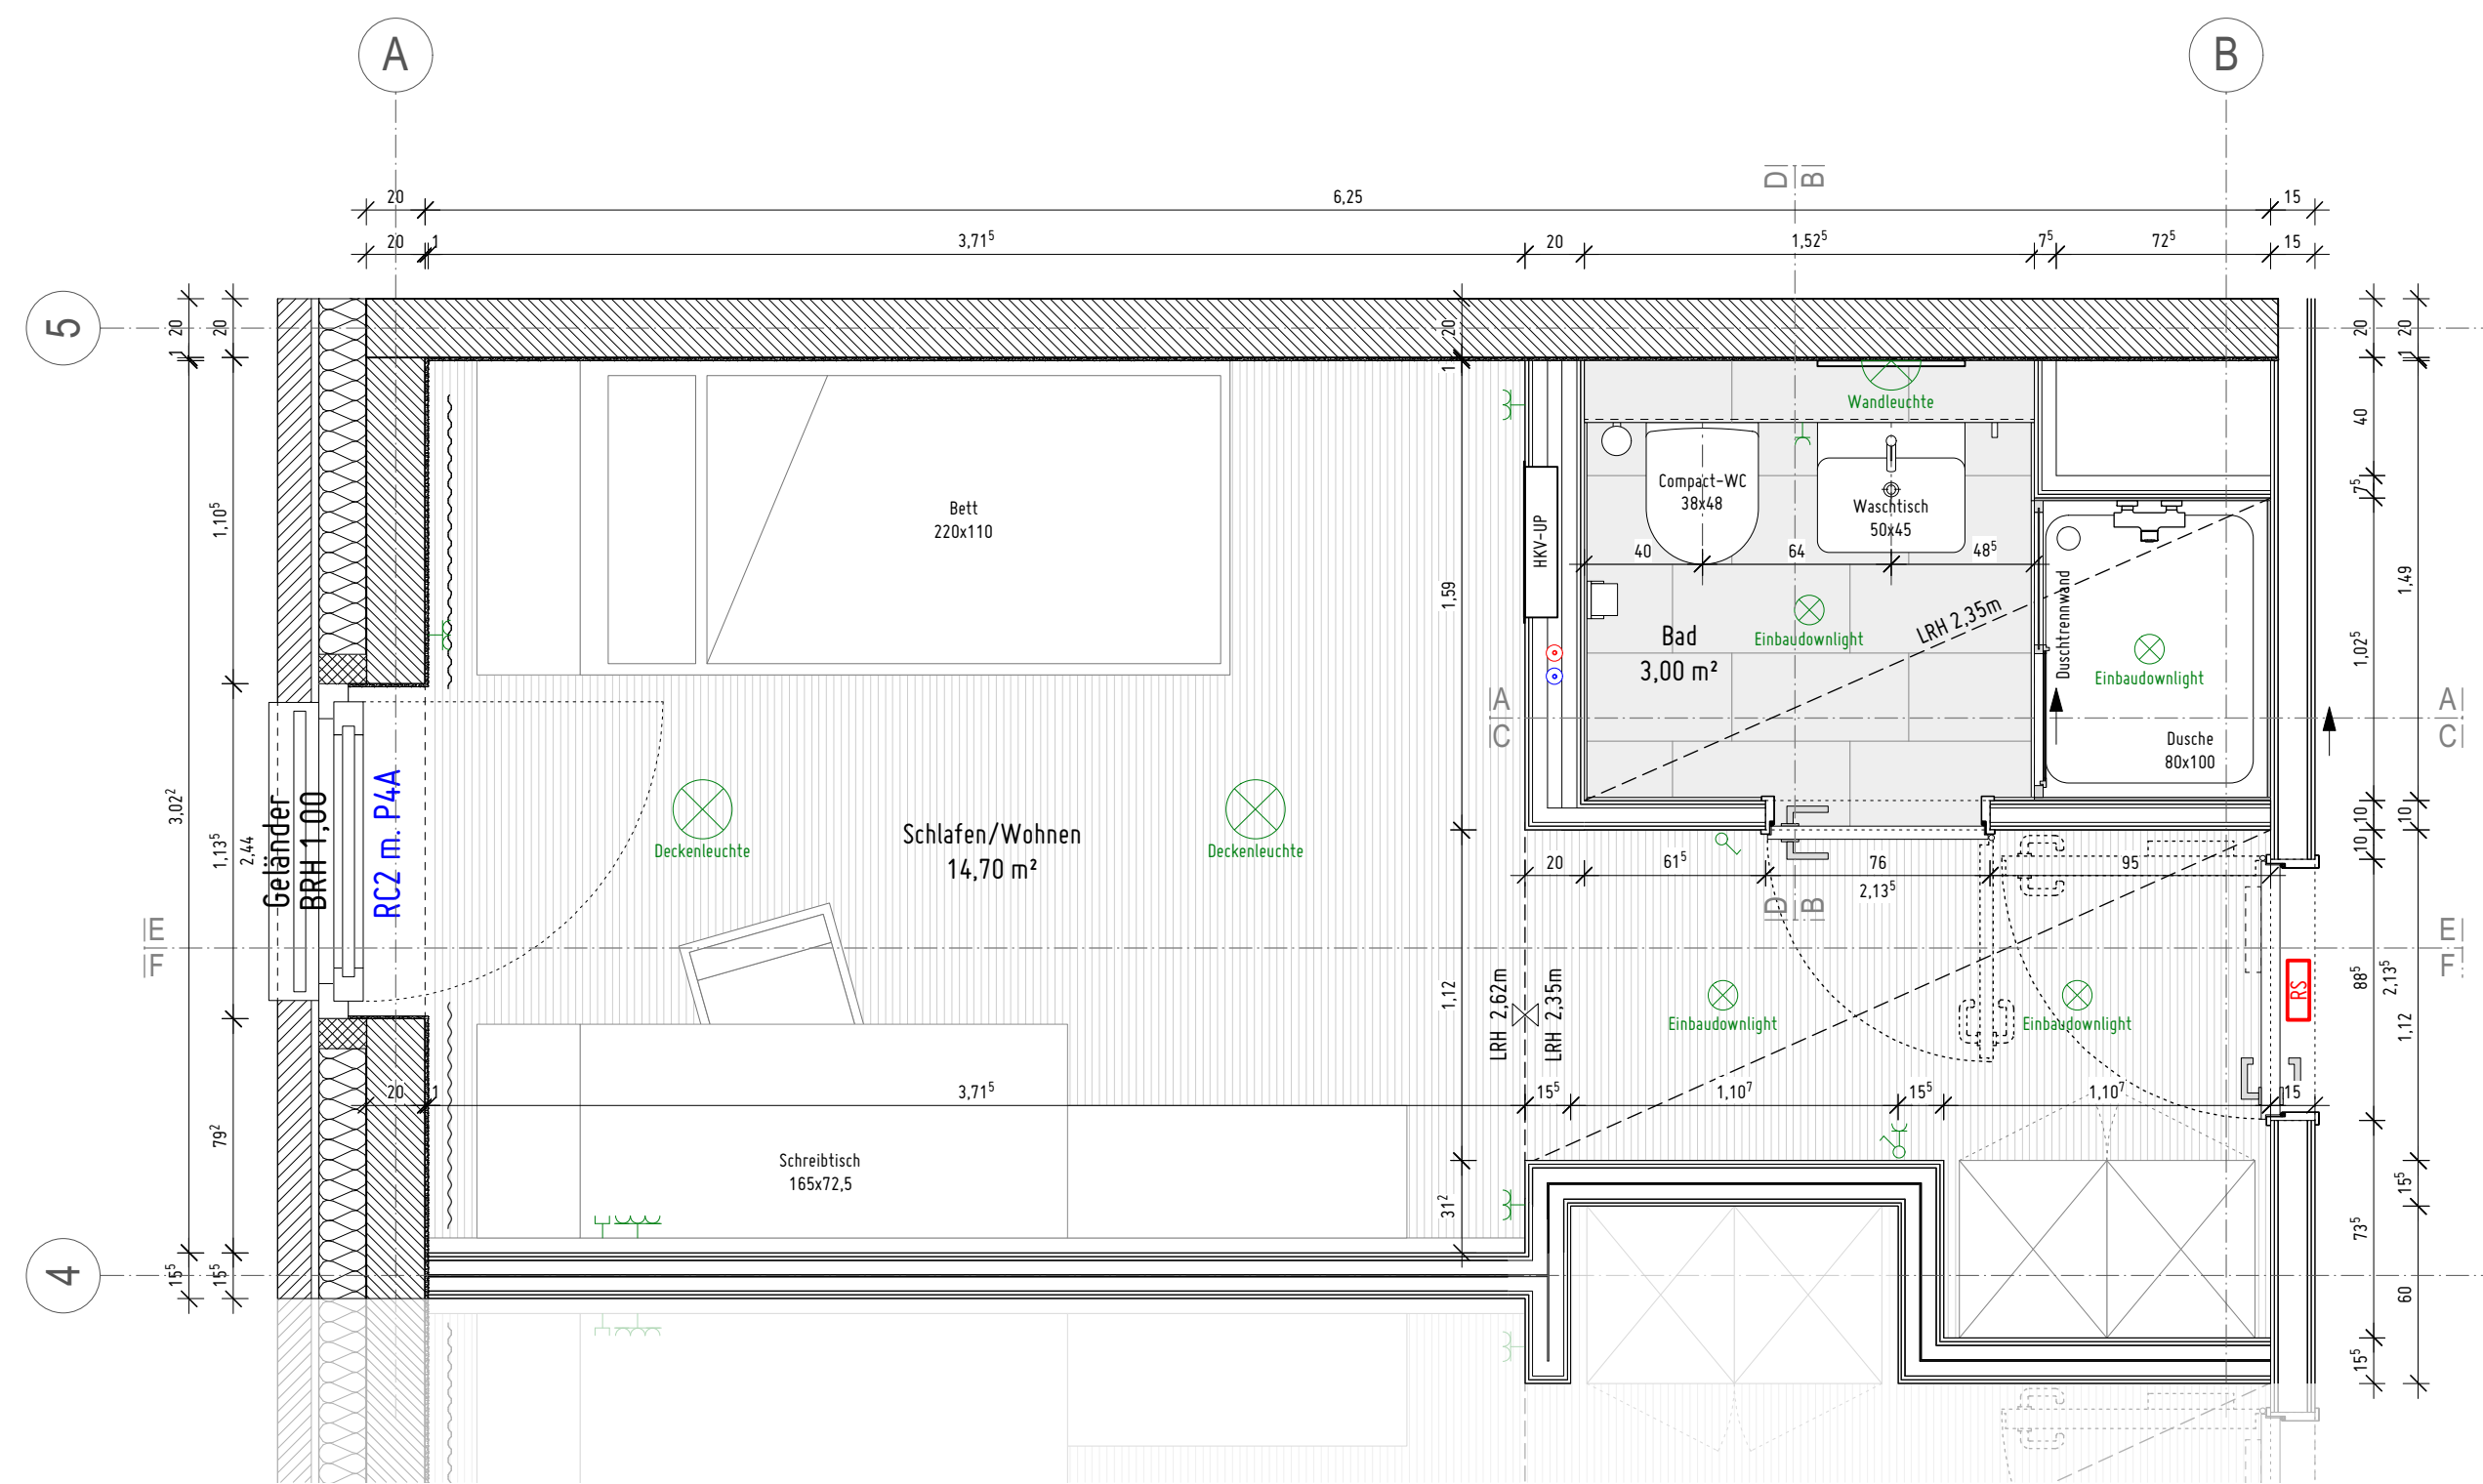 A
B
D
B
20
6,25
15
20
1
3,71⁵
20
1,52⁵
7⁵
72⁵
15
5
20
20
1
20
1
20
20
1
1,10⁵
3,02²
1,13⁵
2,44
79²
15⁵
15⁵
4
Geländer
BRH 1,00
RC2 m. P4A
Bett
220x110
Wandleuchte
Compact-WC
38x48
Waschtisch
50x45
40
64
48⁵
HKV-UP
1,59
Bad
3,00 m²
Einbaudownlight
LRH 2,35m
Duschtrennwand
Einbaudownlight
Dusche
80x100
A
C
A
C
40
7⁵
1,02⁵
1,49
10
10
10
Deckenleuchte
Schlafen/Wohnen
14,70 m²
Deckenleuchte
20
61⁵
76
95
2,13⁵
D
B
E
F
E
F
LRH 2,62m
LRH 2,35m
1,12
Einbaudownlight
Einbaudownlight
RS
88⁵
2,13⁵
1,12
20
1
3,71⁵
15⁵
1,10⁷
15⁵
1,10⁷
15
Schreibtisch
165x72,5
31²
15⁵
73⁵
60
15⁵